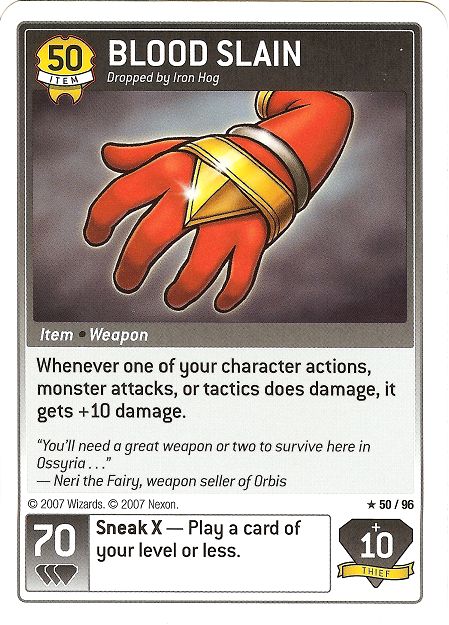 50
ITEM
BLOOD SLAIN
Dropped by Iron Hog
Item • Weapon
Whenever one of your character actions,
monster attacks, or tactics does damage, it
gets +10 damage.
“You’ll need a great weapon or two to survive here in
Ossyria . . .”
— Neri the Fairy, weapon seller of Orbis
© 2007 Wizards. © 2007 Nexon.
★ 50 / 96
70
Sneak X — Play a card of
your level or less.
+
10
THIEF